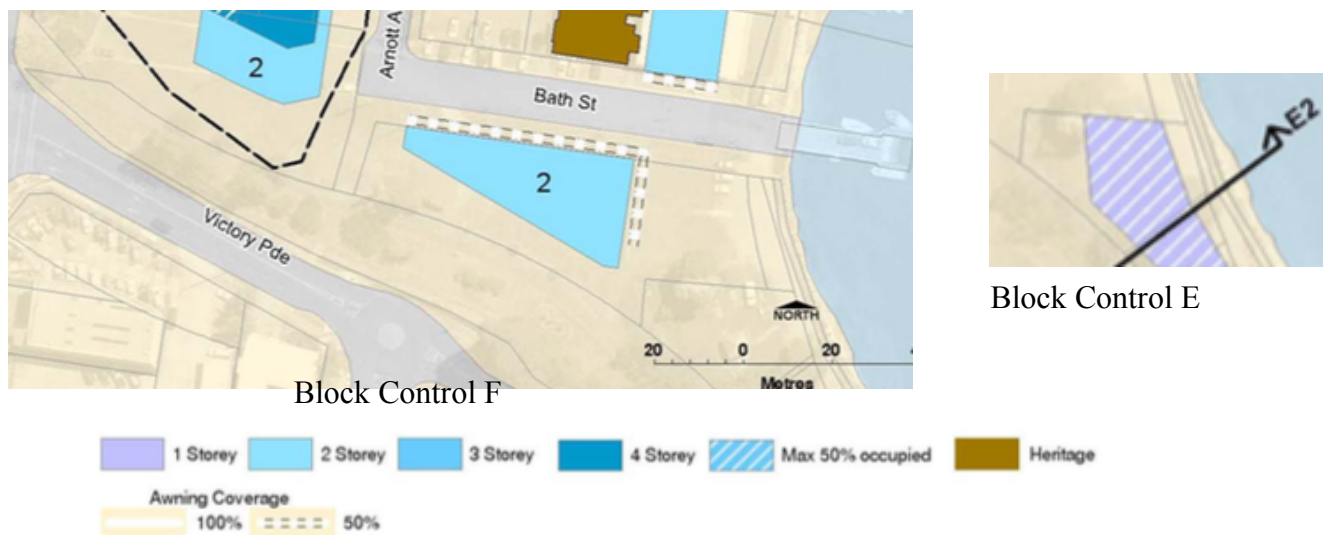 2
Arnott A
Bath St
2
Victory Pde
NORTH
20 0 20
Metres
Block Control F
E2
Block Control E
1 Storey 2 Storey 3 Storey 4 Storey Max 50% occupied Heritage
Awning Coverage
100% 50%